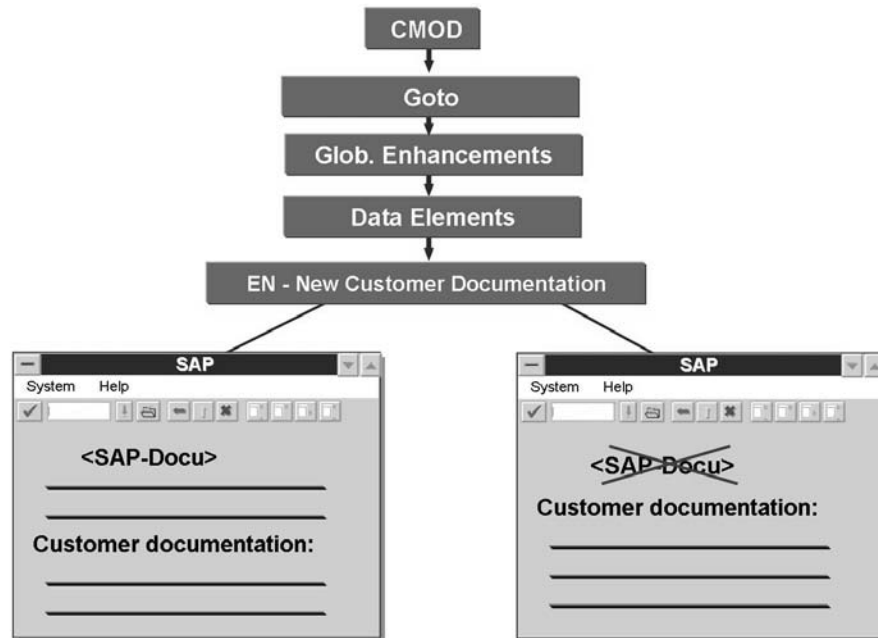 CMOD
Goto
Glob. Enhancements
Data Elements
EN - New Customer Documentation
SAP
System Help
<SAP-Docu>
Customer documentation:
SAP
System Help
<SAP-Docu>
Customer documentation: